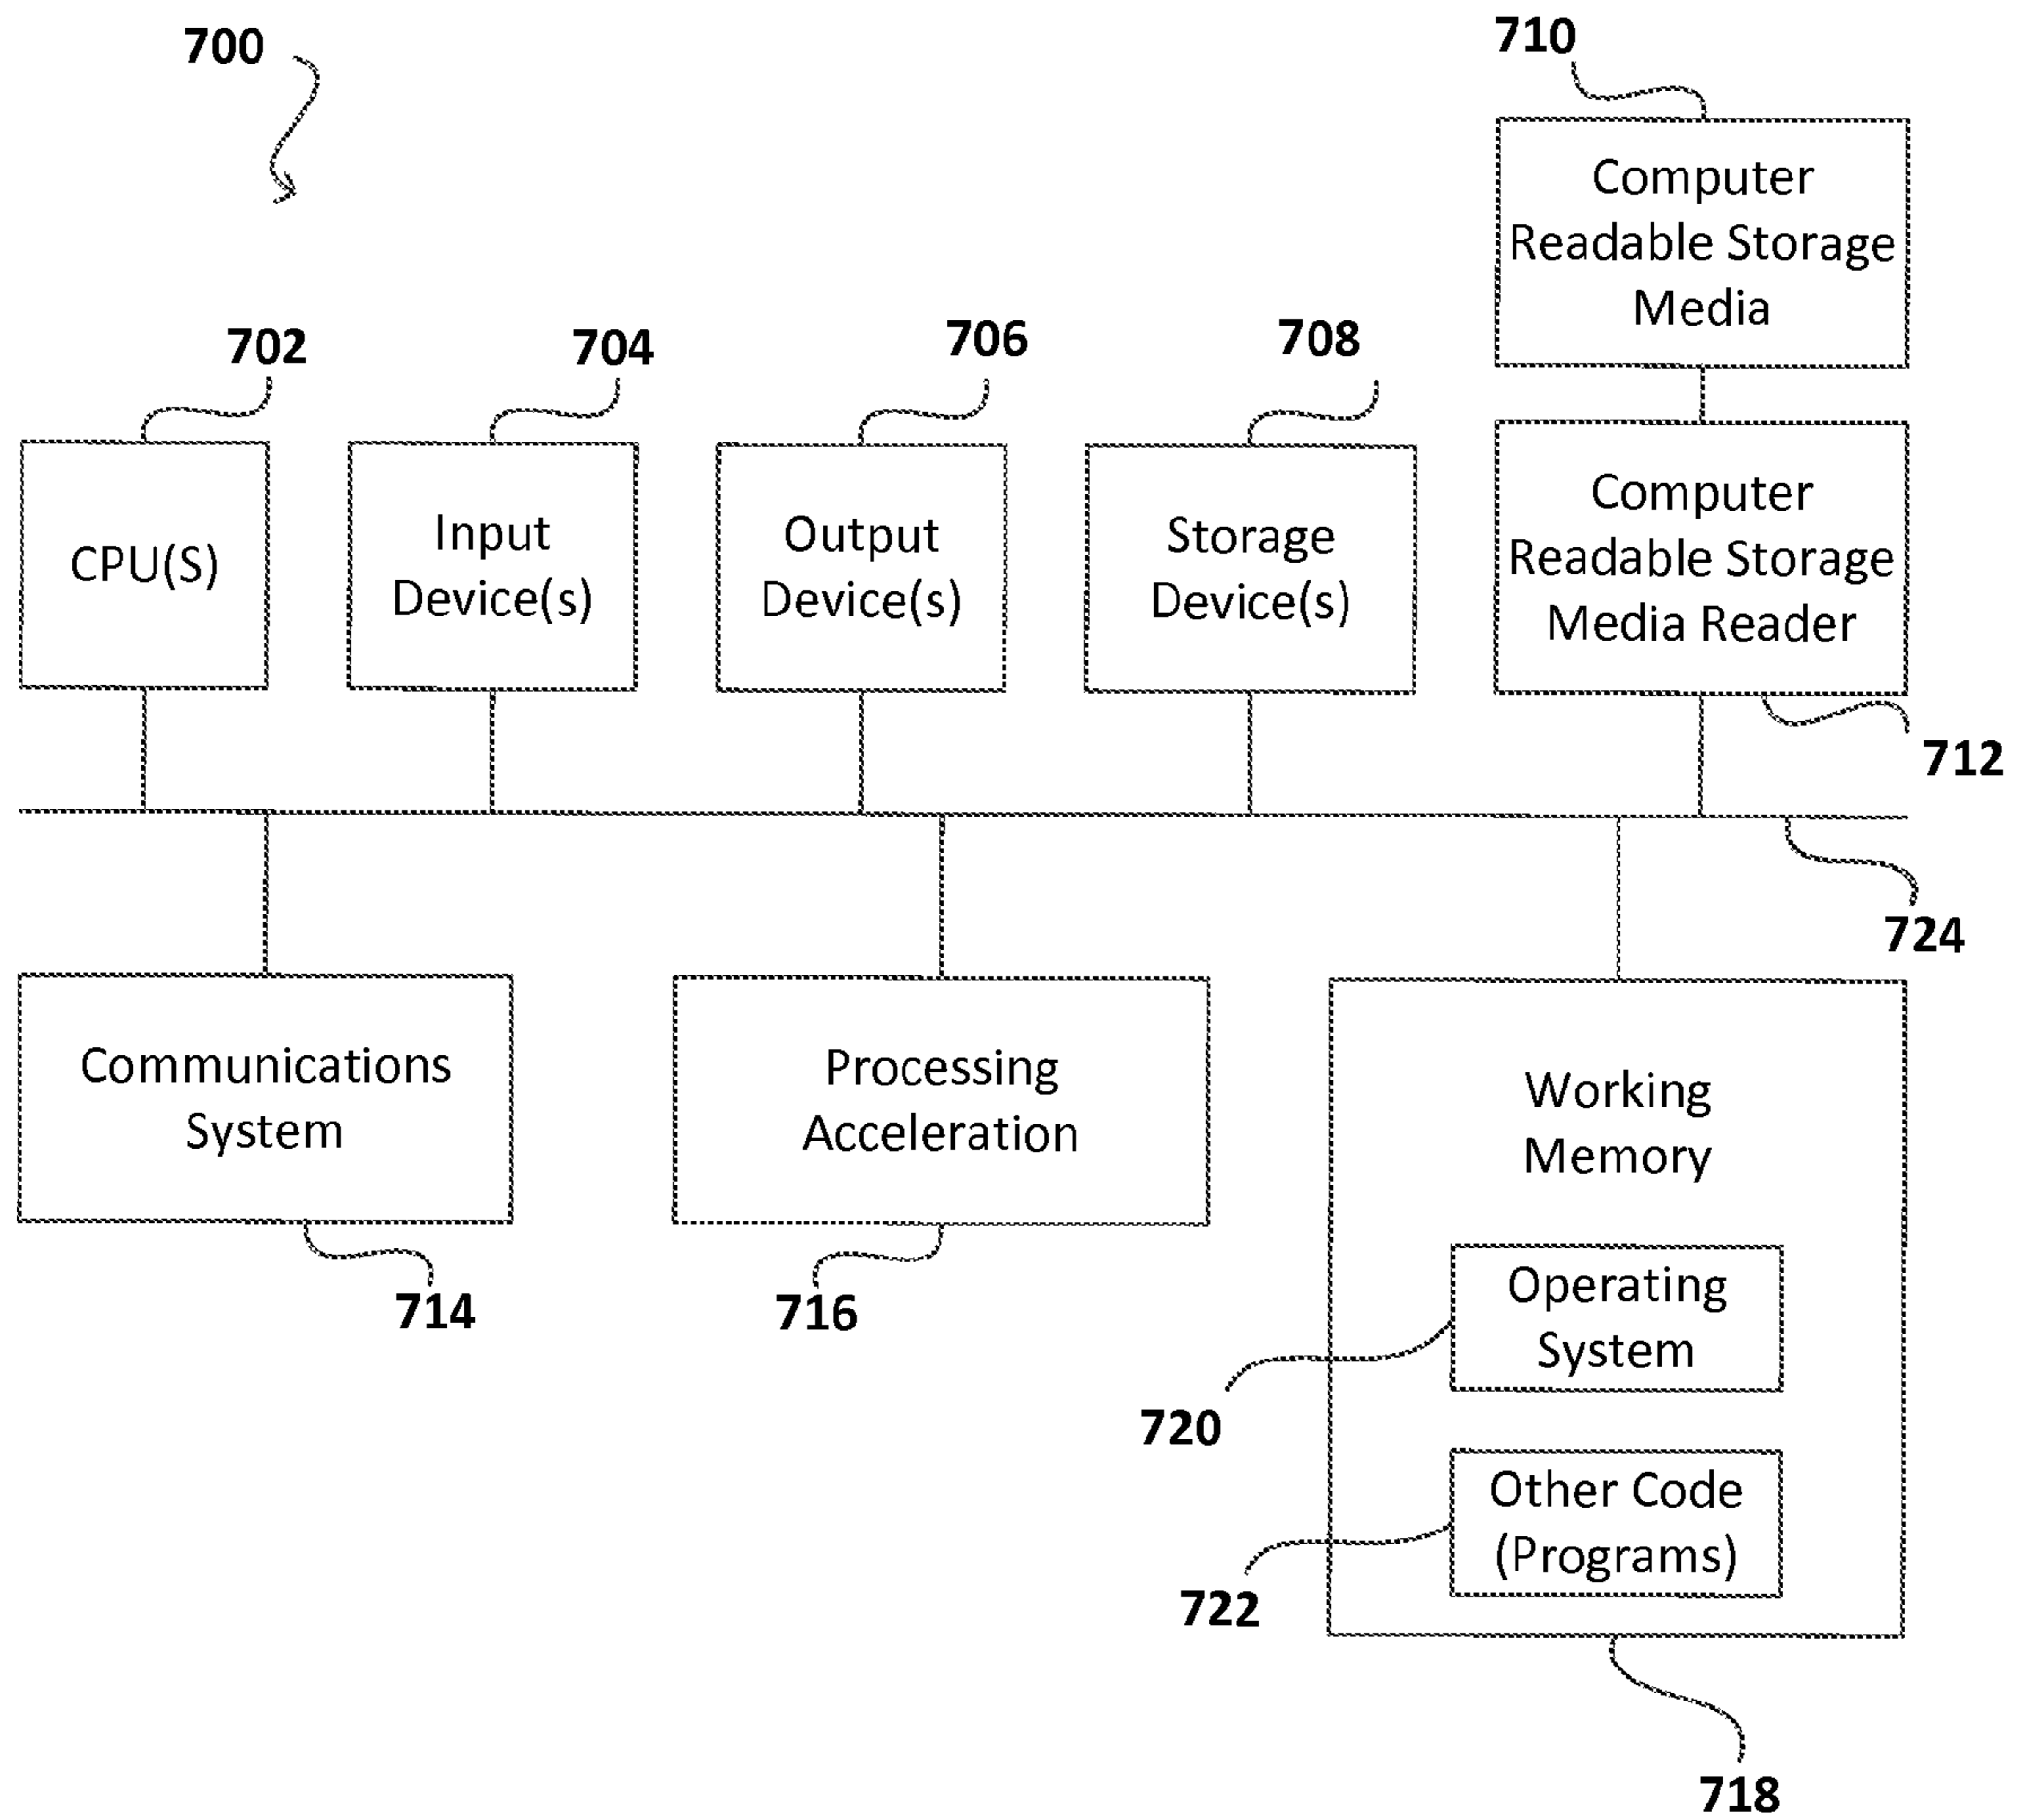 700
710
Computer
Readable Storage
Media
702
704
706
708
CPU(S)
Input
Device(s)
Output
Device(s)
Storage
Device(s)
Computer
Readable Storage
Media Reader
712
724
Communications
System
714
Processing
Acceleration
716
Working
Memory
Operating
System
720
Other Code
(Programs)
722
718